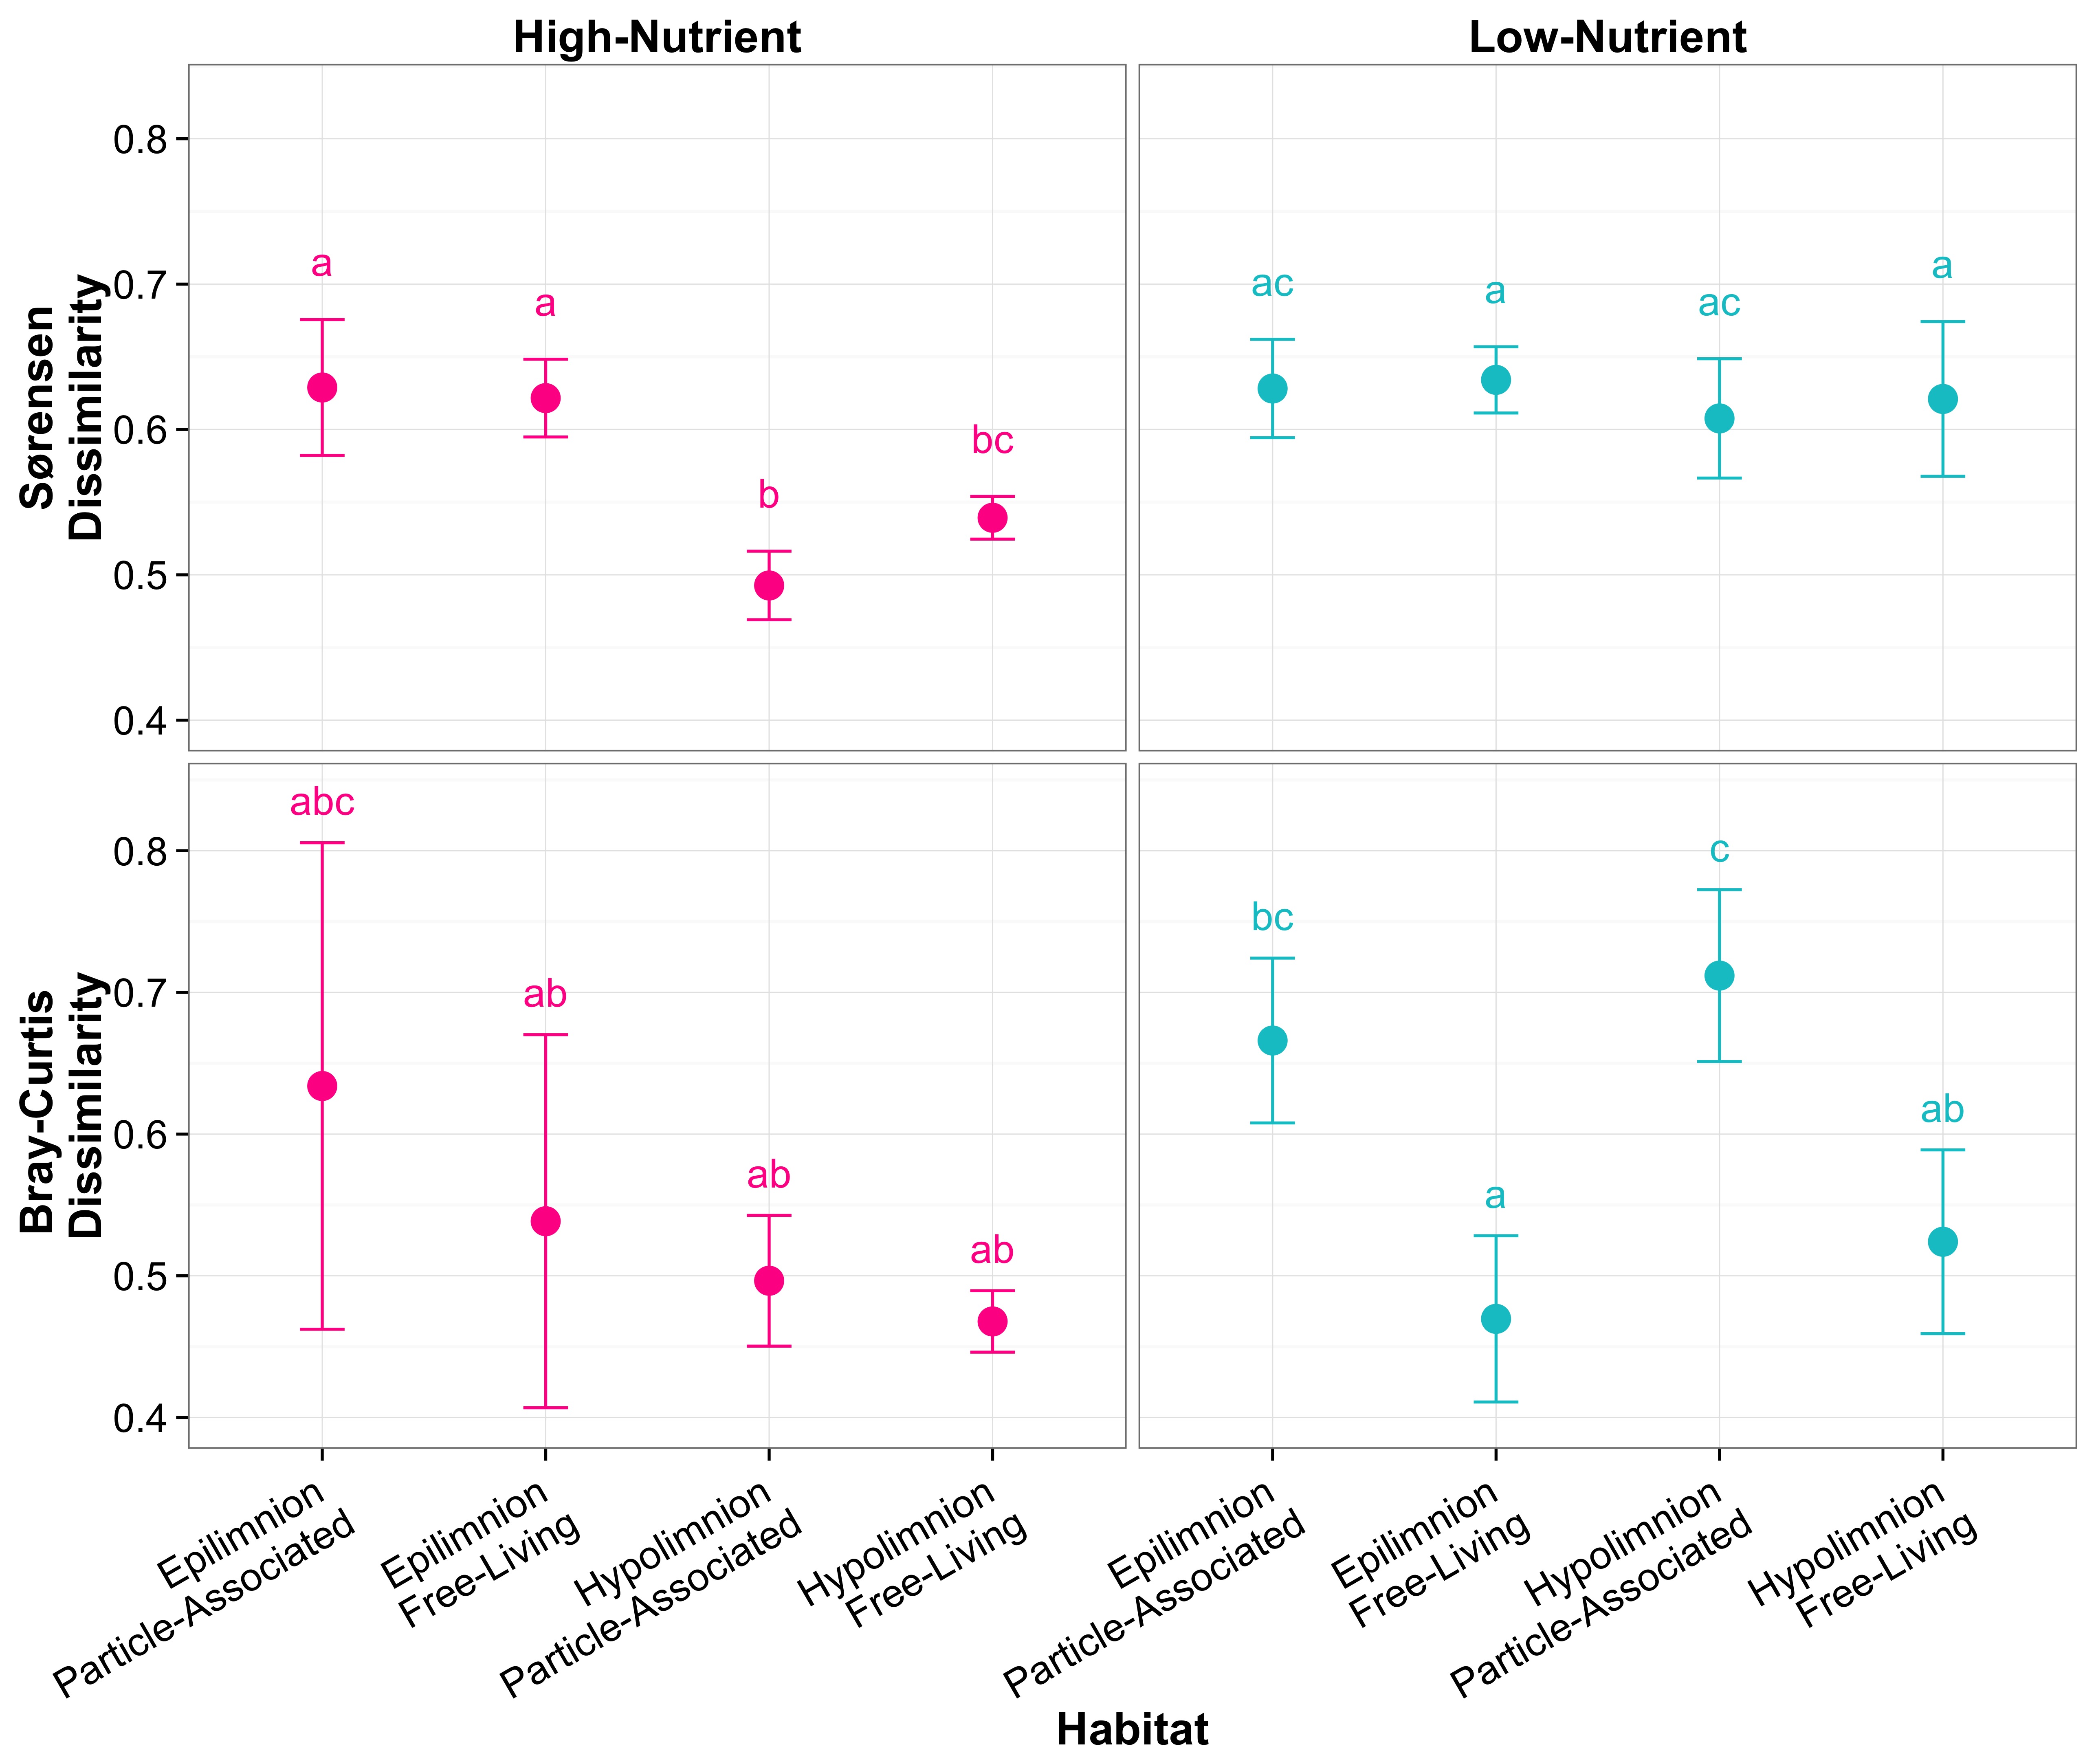 High-Nutrient
Low-Nutrient
Sørensen
Dissimilarity
0.8
0.7
0.6
0.5
0.4
a
a
b
bc
ac
a
ac
a
Bray-Curtis
Dissimilarity
0.8
0.7
0.6
0.5
0.4
abc
ab
ab
ab
bc
a
c
ab
Epilimnion
Particle-Associated
Epilimnion
Free-Living
Hypolimnion
Particle-Associated
Hypolimnion
Free-Living
Epilimnion
Particle-Associated
Epilimnion
Free-Living
Hypolimnion
Particle-Associated
Hypolimnion
Free-Living
Habitat